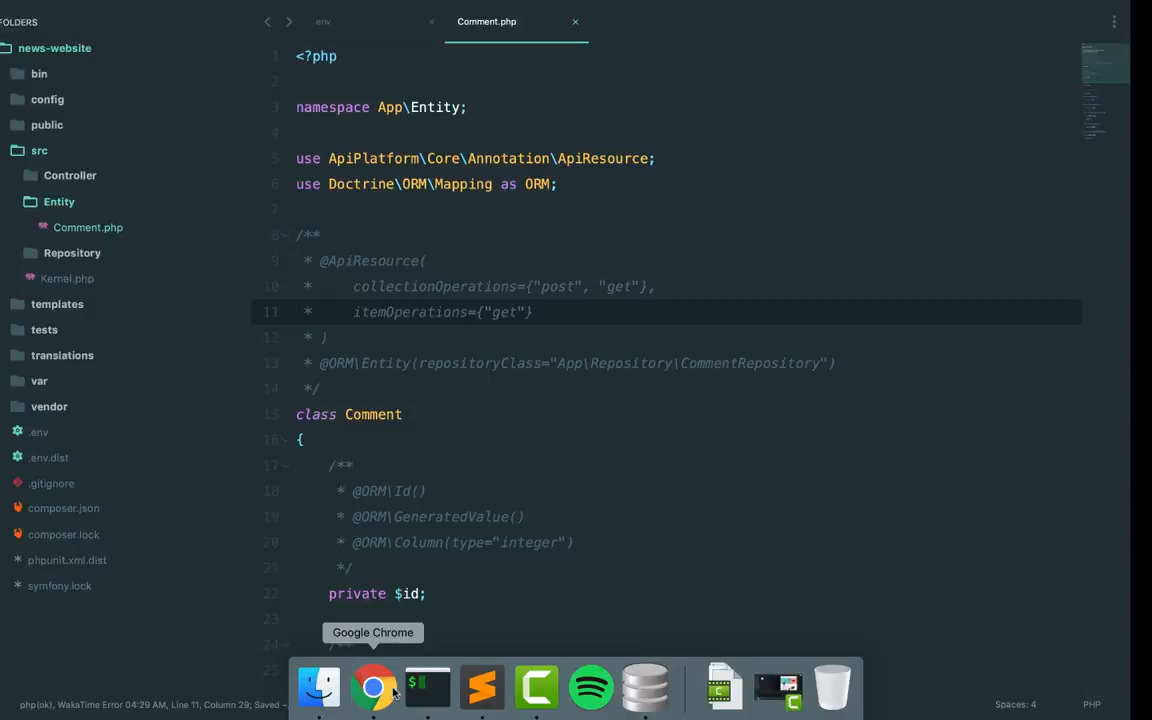 FOLDERS
news-website
bin
config
public
src
Controller
Entity
Comment.php
Repository
Kernel.php
templates
tests
translations
var
vendor
.env
.env.dist
.gitignore
composer.json
composer.lock
phpunit.xml.dist
symfony.lock
.env × Comment.php ×
1 <?php
2
3 namespace App\Entity;
4
5 use ApiPlatform\Core\Annotation\ApiResource;
6 use Doctrine\ORM\Mapping as ORM;
7
8 /**
9 * @ApiResource(
10 * collectionOperations={"post", "get"},
11 * itemOperations={"get"}
12 * )
13 * @ORM\Entity(repositoryClass="App\Repository\CommentRepository")
14 */
15 class Comment
16 {
17 /**
18 * @ORM\Id()
19 * @ORM\GeneratedValue()
20 * @ORM\Column(type="integer")
21 */
22 private $id;
23
24 /**
25
Google Chrome
$
php(ok), WakaTime Error 04:29 AM, Line 11, Column 29; Saved ~
Spaces: 4 PHP